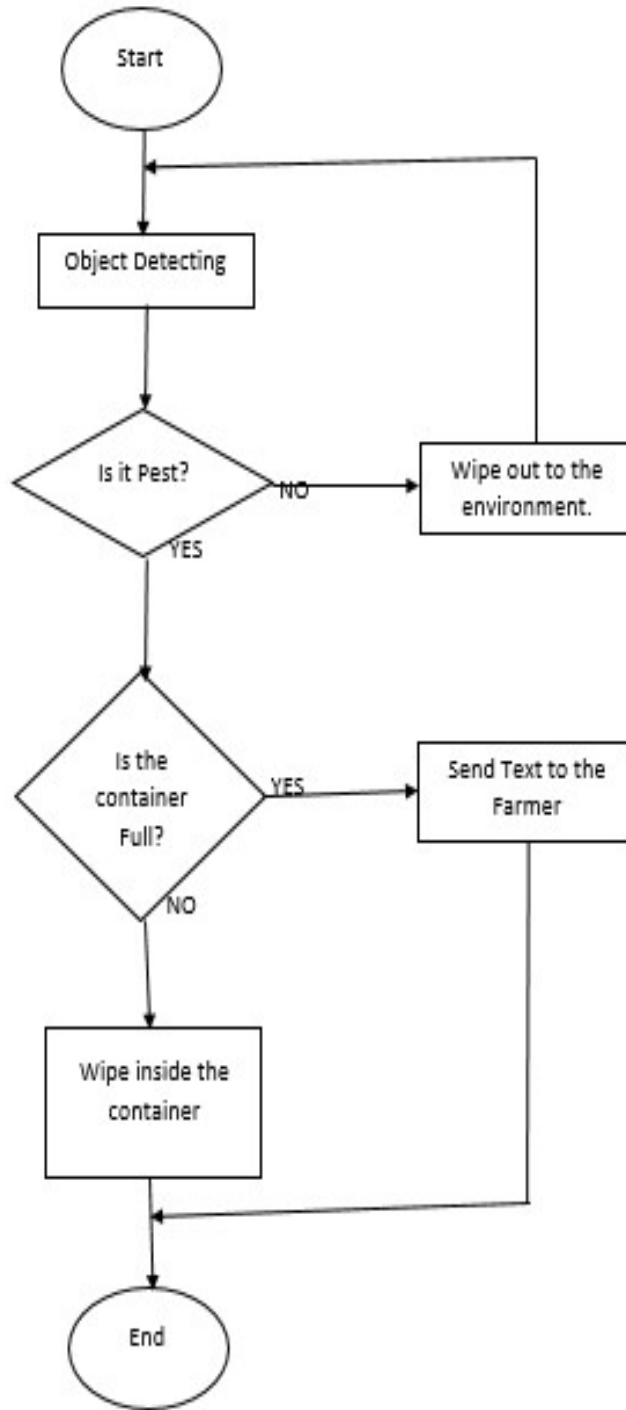 Start
Object Detecting
Is it Pest?
NO
Wipe out to the
environment.
YES
Is the
container
Full?
YES
Send Text to the
Farmer
NO
Wipe inside the
container
End